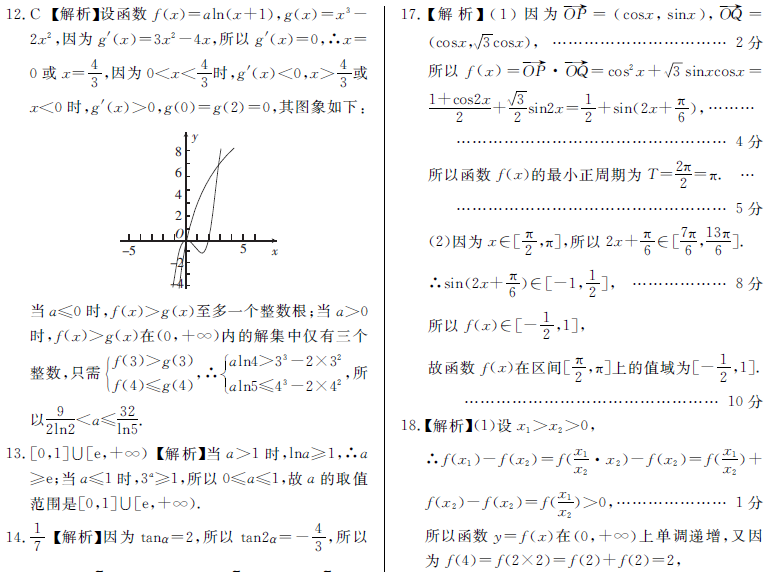 12. C 【解析】设函数 f(x)=aln(x+1),g(x)=x³−
2x²,因为 g′(x)=3x²−4x,所以 g′(x)=0,∴x=
0 或 x=4/3,因为 0<x<4/3时,g′(x)<0,x>4/3或
x<0 时,g′(x)>0,g(0)=g(2)=0,其图象如下:
y
8
6
4
2
O
−5
5
x
−2
−4
当 a≤0 时,f(x)>g(x)至多一个整数根;当 a>0
时,f(x)>g(x)在(0,+∞)内的解集中仅有三个
整数,只需{f(3)>g(3) f(4)≤g(4),∴{aln4>3³−2×3² aln5≤4³−2×4²,所
以9/2ln2<a≤32/ln5.
13. [0,1]∪[e,+∞) 【解析】当 a>1 时,lna≥1,∴a
≥e;当 a≤1 时,3ᵃ≥1,所以 0≤a≤1,故 a 的取值
范围是[0,1]∪[e,+∞).
14. 1/7 【解析】因为 tanα=2,所以 tan2α=−4/3,所以
17.【解析】(1) 因为 OP→ = (cosx, sinx), OQ→ =
(cosx,√3cosx), …………………………… 2 分
所以 f(x)=OP→·OQ→=cos²x+√3 sinxcosx=
1+cos2x/2+√3/2sin2x=1/2+sin(2x+π/6),………
………………………………………… 4 分
所以函数 f(x)的最小正周期为 T=2π/2=π. …
………………………………………… 5 分
(2)因为 x∈[π/2,π],所以 2x+π/6∈[7π/6,13π/6].
∴sin(2x+π/6)∈[−1,1/2], ……………… 8 分
所以 f(x)∈[−1/2,1],
故函数 f(x)在区间[π/2,π]上的值域为[−1/2,1].
………………………………………… 10 分
18.【解析】(1)设 x₁>x₂>0,
∴f(x₁)−f(x₂)=f(x₁/x₂·x₂)−f(x₂)=f(x₁/x₂)+
f(x₂)−f(x₂)=f(x₁/x₂)>0,……………… 1 分
所以函数 y=f(x)在(0,+∞)上单调递增,又因
为 f(4)=f(2×2)=f(2)+f(2)=2,